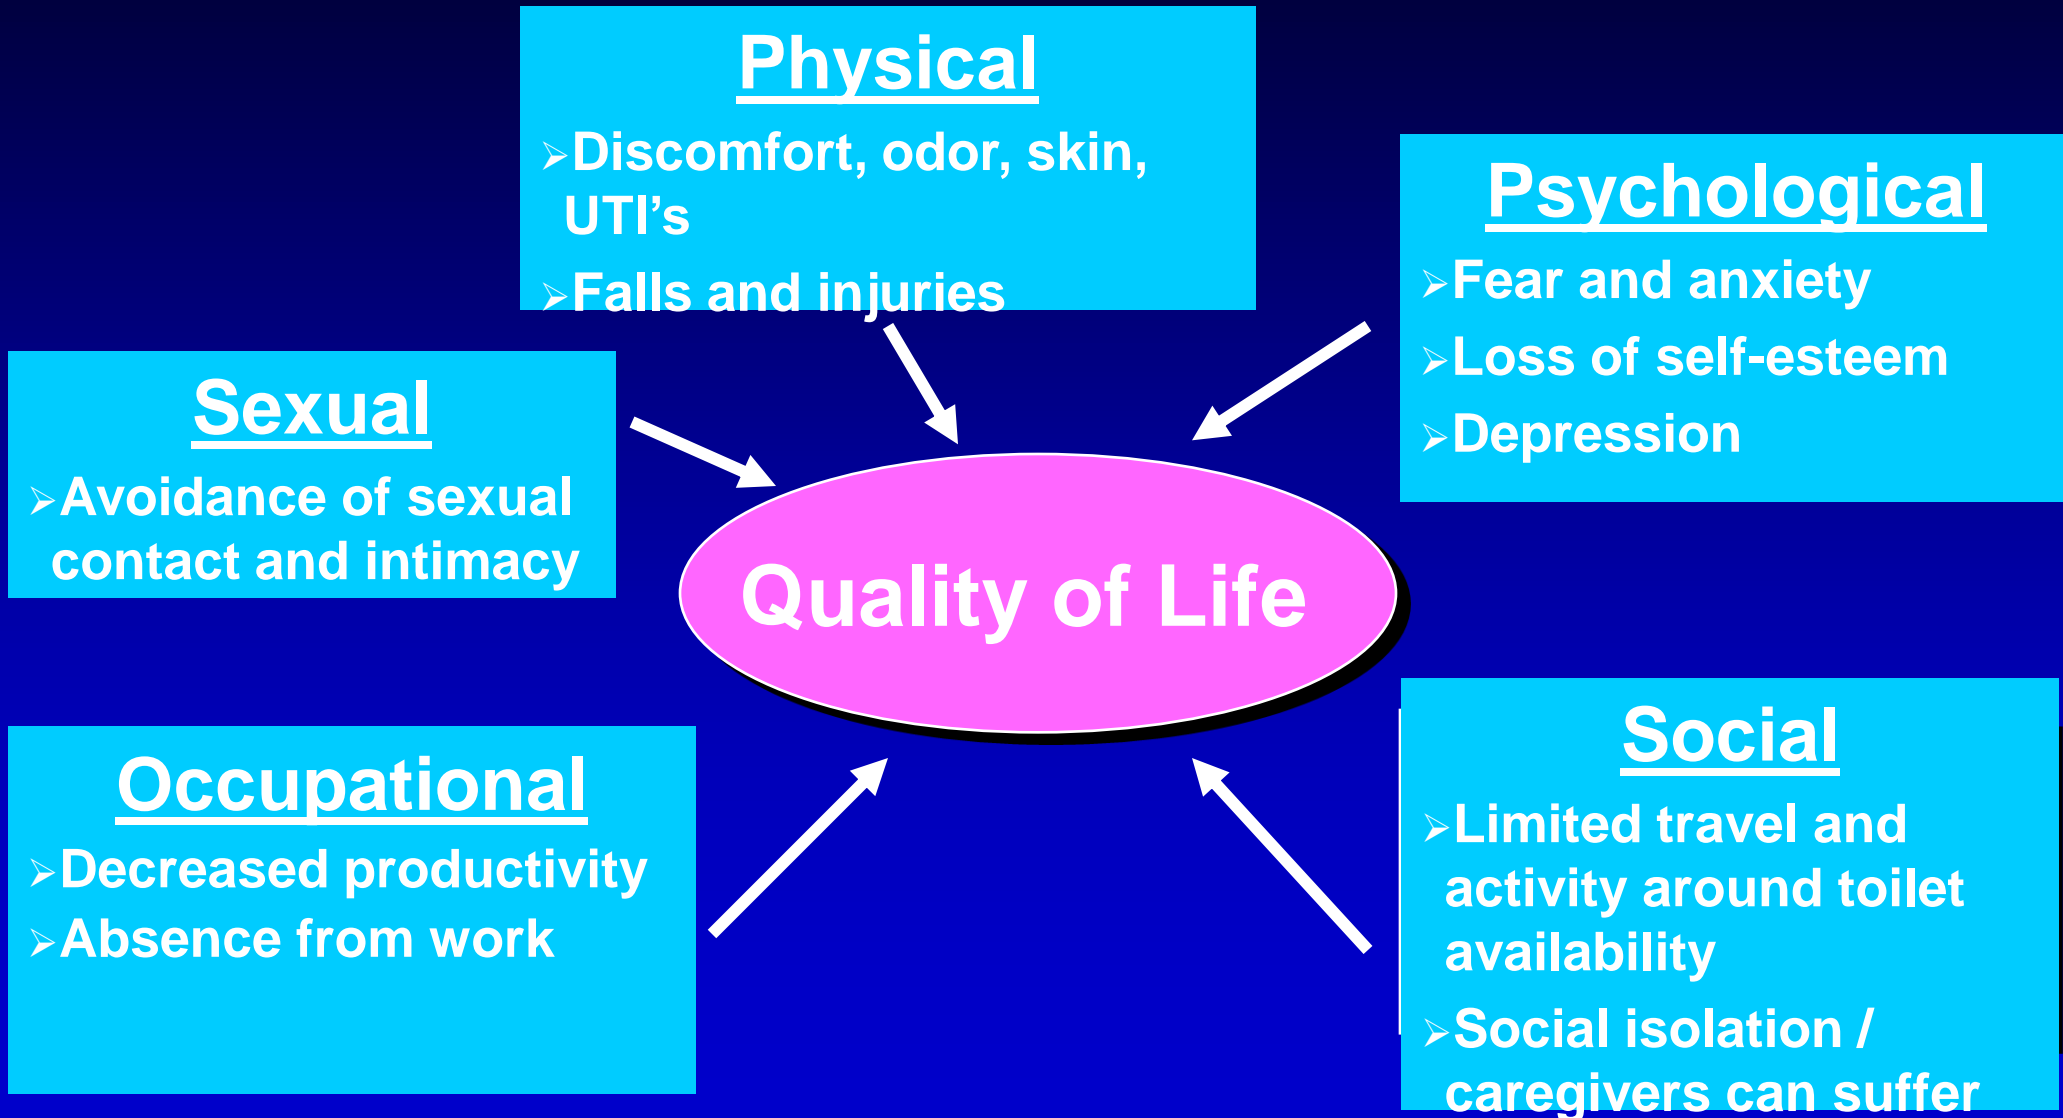 Physical
➢Discomfort, odor, skin,
UTI’s
➢Falls and injuries
Psychological
➢Fear and anxiety
➢Loss of self-esteem
➢Depression
Sexual
➢Avoidance of sexual
contact and intimacy
Quality of Life
Occupational
➢Decreased productivity
➢Absence from work
Social
➢Limited travel and
activity around toilet
availability
➢Social isolation /
caregivers can suffer